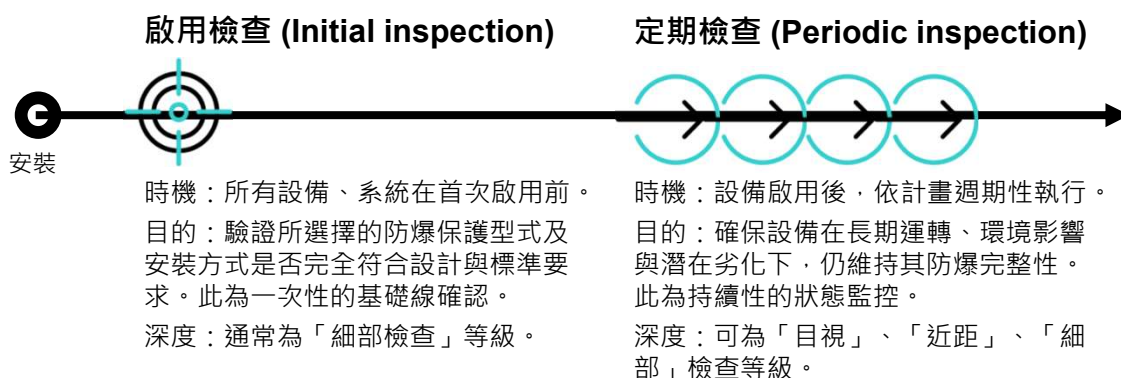 啟用檢查 (Initial inspection)
定期檢查 (Periodic inspection)
安裝
時機：所有設備、系統在首次啟用前。
目的：驗證所選擇的防爆保護型式及
安裝方式是否完全符合設計與標準要
求。此為一次性的基礎線確認。
深度：通常為「細部檢查」等級。
時機：設備啟用後，依計畫週期性執行。
目的：確保設備在長期運轉、環境影響
與潛在劣化下，仍維持其防爆完整性。
此為持續性的狀態監控。
深度：可為「目視」、「近距」、「細
部」檢查等級。